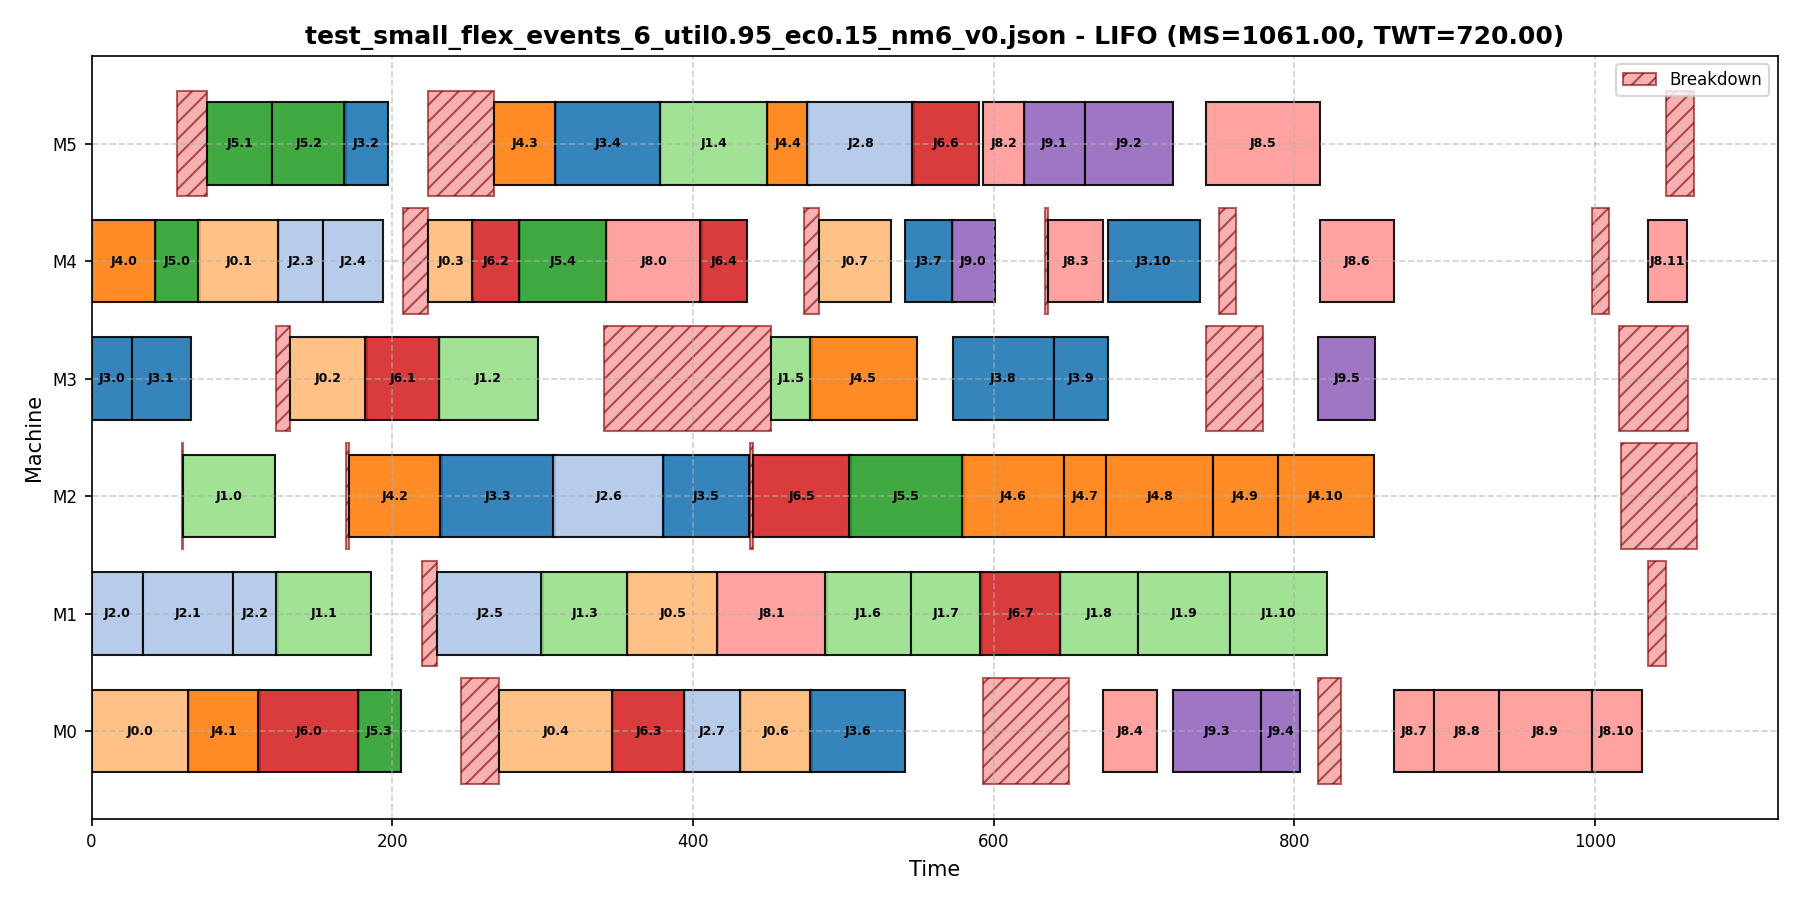 test_small_flex_events_6_util0.95_ec0.15_nm6_v0.json - LIFO (MS=1061.00, TWT=720.00)
Breakdown
Machine
M5
J5.1 J5.2 J3.2 J4.3 J3.4 J1.4 J4.4 J2.8 J6.6 J8.2 J9.1 J9.2 J8.5
M4
J4.0 J5.0 J0.1 J2.3 J2.4 J0.3 J6.2 J5.4 J8.0 J6.4 J0.7 J3.7 J9.0 J8.3 J3.10 J8.6 J8.11
M3
J3.0 J3.1 J0.2 J6.1 J1.2 J1.5 J4.5 J3.8 J3.9 J9.5
M2
J1.0 J4.2 J3.3 J2.6 J3.5 J6.5 J5.5 J4.6 J4.7 J4.8 J4.9 J4.10
M1
J2.0 J2.1 J2.2 J1.1 J2.5 J1.3 J0.5 J8.1 J1.6 J1.7 J6.7 J1.8 J1.9 J1.10
M0
J0.0 J4.1 J6.0 J5.3 J0.4 J6.3 J2.7 J0.6 J3.6 J8.4 J9.3 J9.4 J8.7 J8.8 J8.9 J8.10
0 200 400 600 800 1000
Time